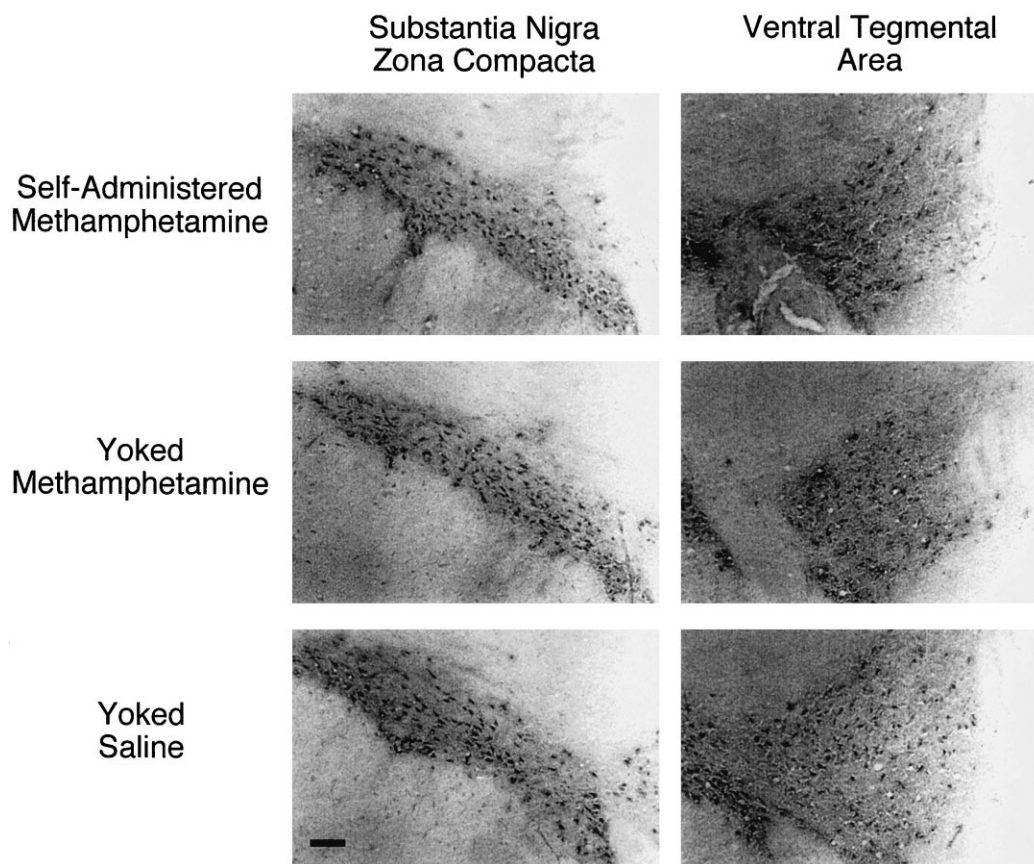 Substantia Nigra
Zona Compacta
Ventral Tegmental
Area
Self-Administered
Methamphetamine
Yoked
Methamphetamine
Yoked
Saline